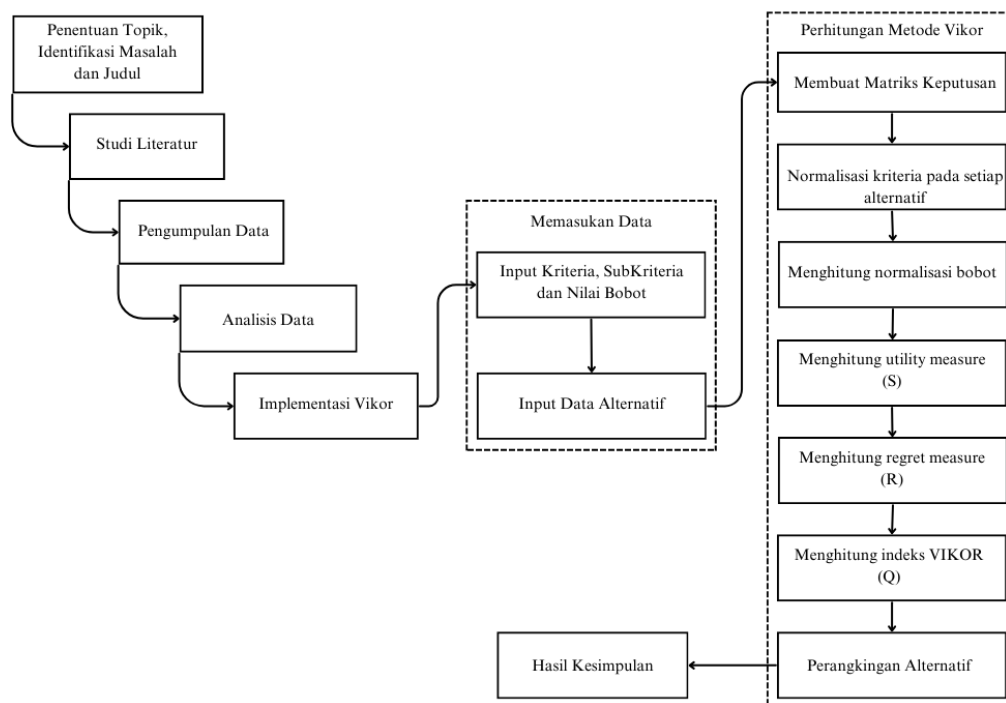 Penentuan Topik,
Identifikasi Masalah
dan Judul
Studi Literatur
Pengumpulan Data
Analisis Data
Implementasi Vikor
Memasukan Data
Input Kriteria, SubKriteria
dan Nilai Bobot
Input Data Alternatif
Perhitungan Metode Vikor
Membuat Matriks Keputusan
Normalisasi kriteria pada setiap
alternatif
Menghitung normalisasi bobot
Menghitung utility measure
(S)
Menghitung regret measure
(R)
Menghitung indeks VIKOR
(Q)
Perangkingan Alternatif
Hasil Kesimpulan